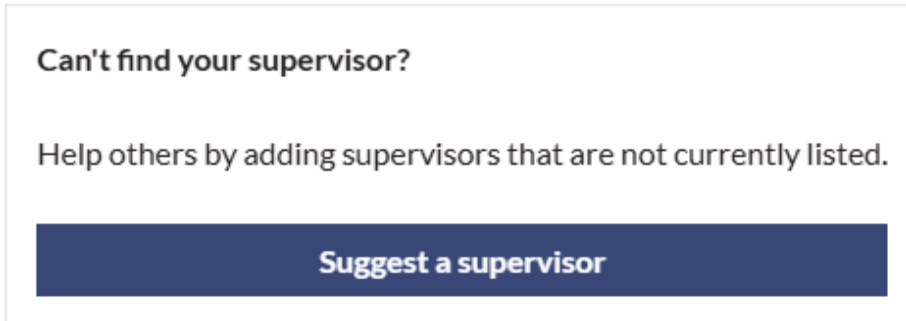 Can't find your supervisor?
Help others by adding supervisors that are not currently listed.
Suggest a supervisor